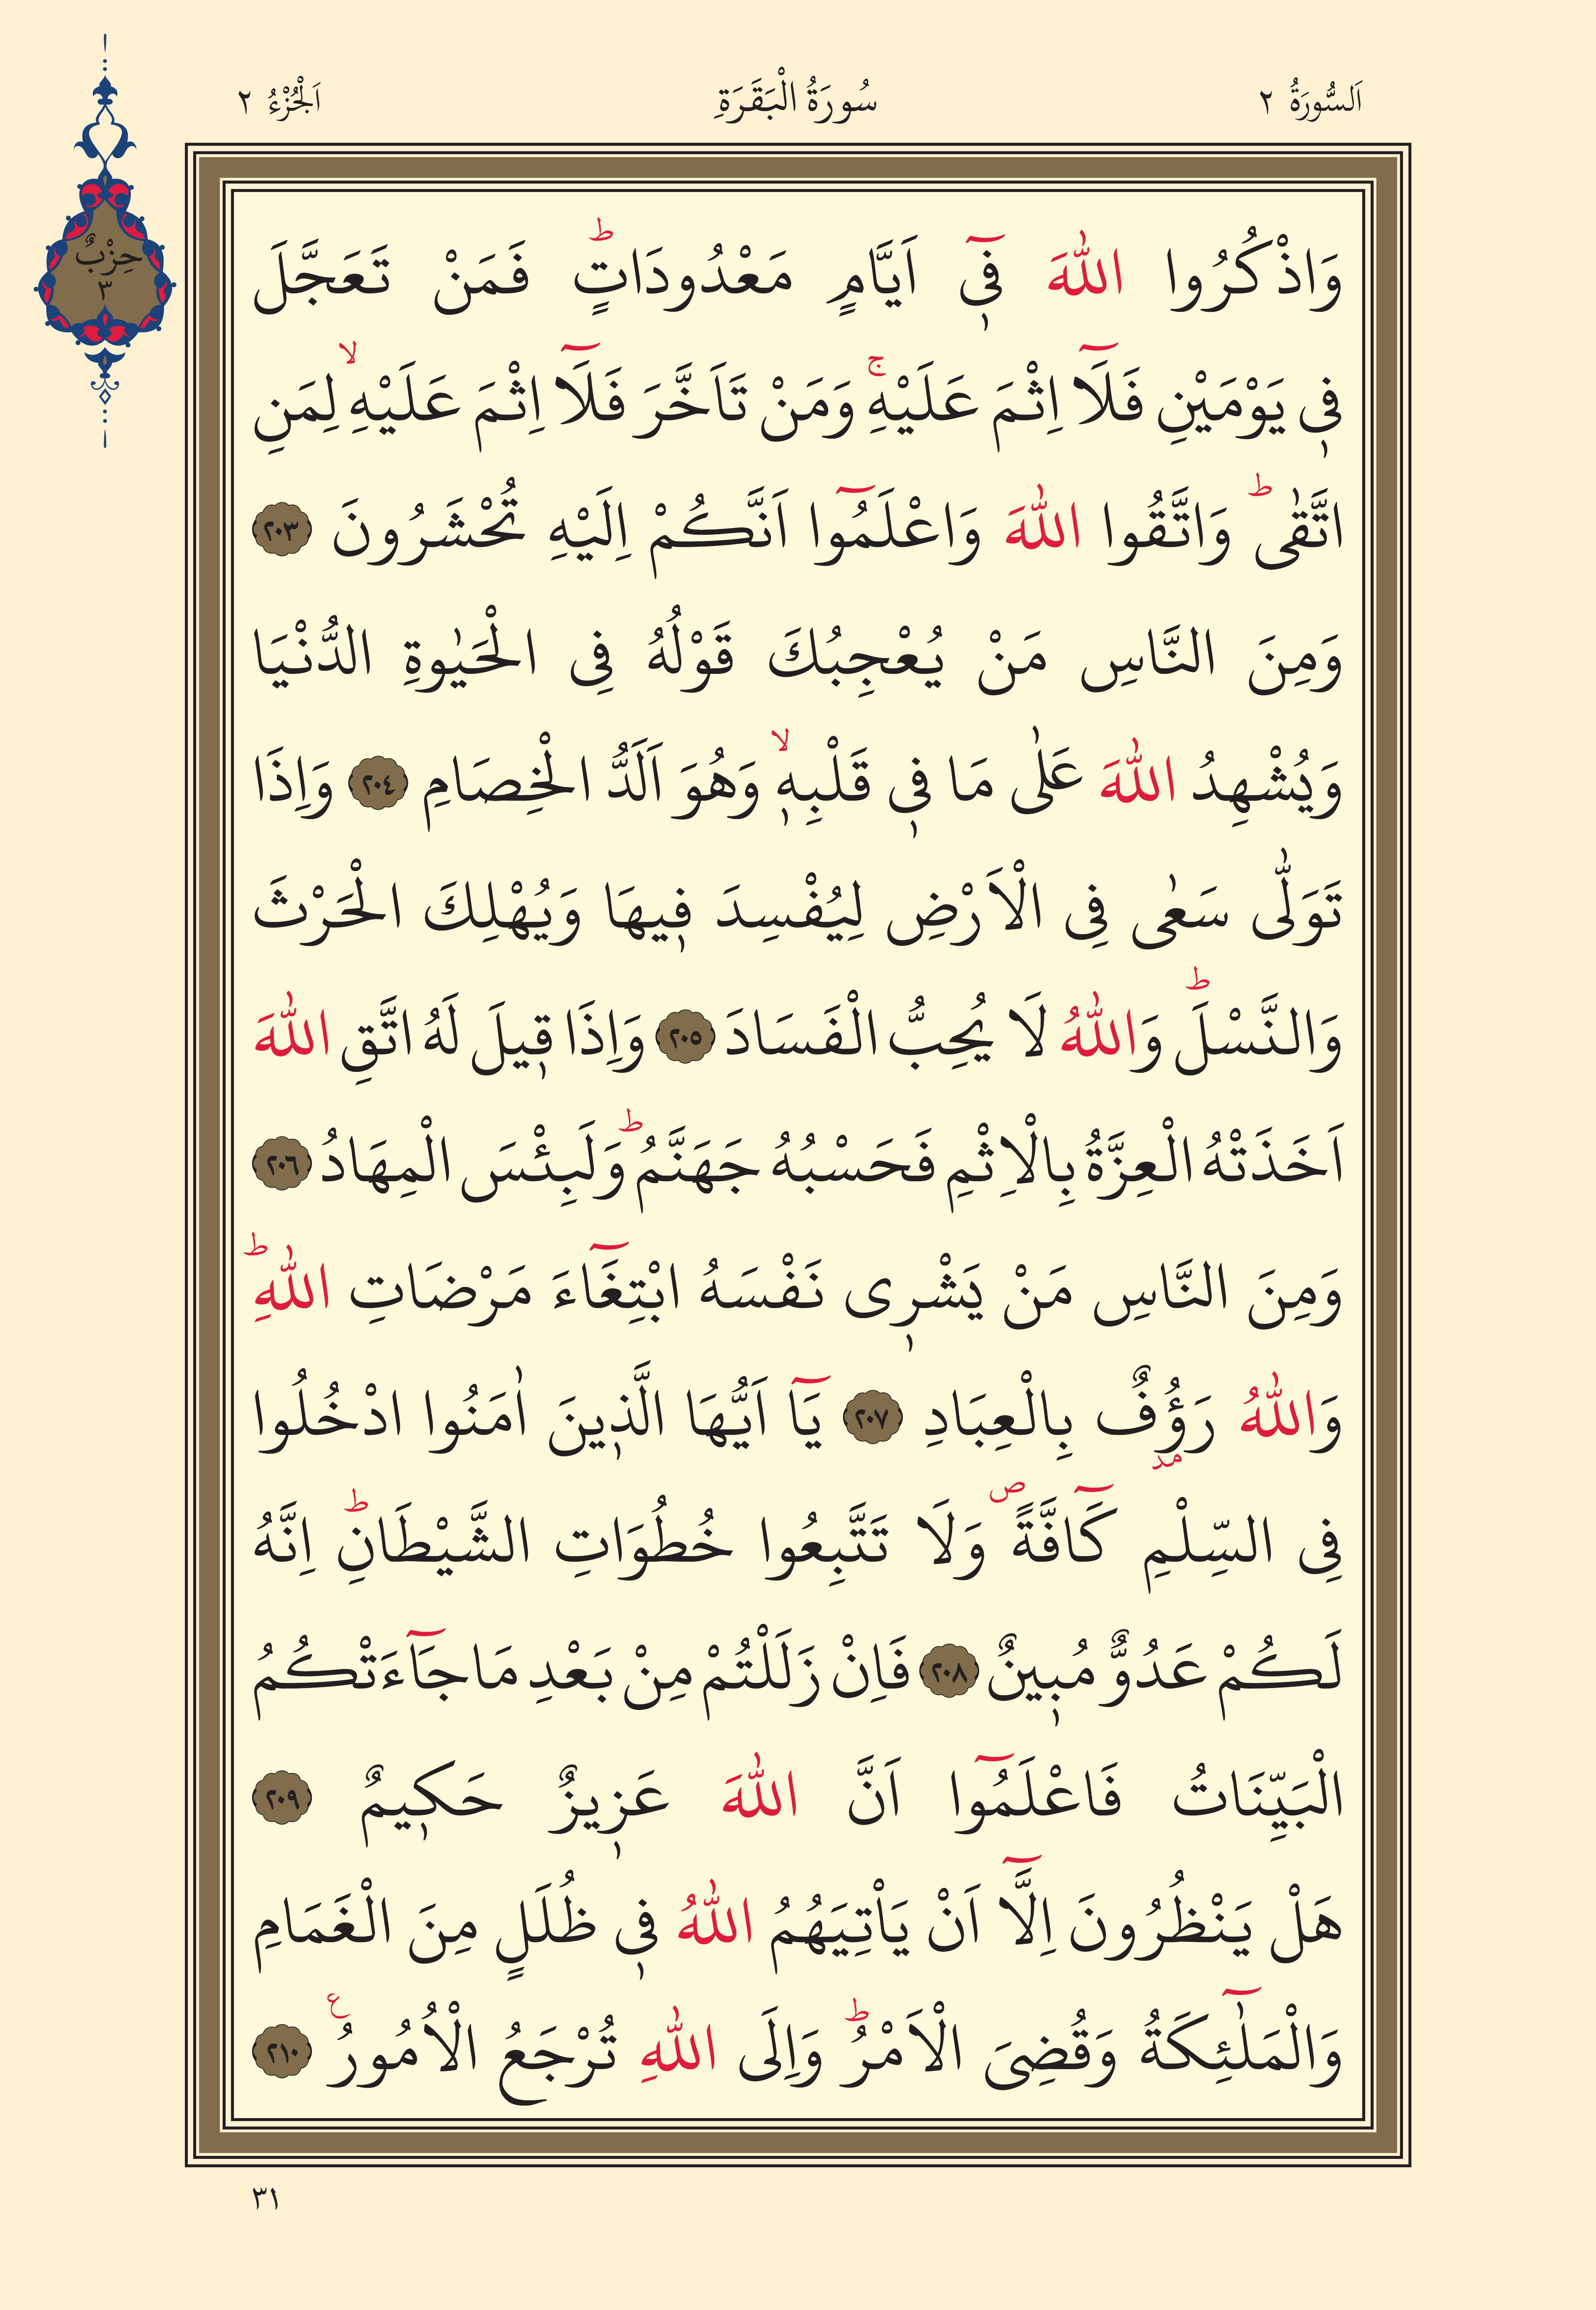 اَلسُّورَةُ ٢ سُورَةُ الْبَقَرَةِ اَلْجُزْءُ ٢
حِزْبٌ
٣
وَاذْكُرُوا اللّٰهَ فٖٓي اَيَّامٍ مَعْدُودَاتٍؕ فَمَنْ تَعَجَّلَ
فٖي يَوْمَيْنِ فَلَٓا اِثْمَ عَلَيْهِۚ وَمَنْ تَاَخَّرَ فَلَٓا اِثْمَ عَلَيْهِۙ لِمَنِ
اتَّقٰىؕ وَاتَّقُوا اللّٰهَ وَاعْلَمُٓوا اَنَّكُمْ اِلَيْهِ تُحْشَرُونَ ٢٠٣
وَمِنَ النَّاسِ مَنْ يُعْجِبُكَ قَوْلُهُ فِى الْحَيٰوةِ الدُّنْيَا
وَيُشْهِدُ اللّٰهَ عَلٰى مَا فٖي قَلْبِهٖۙ وَهُوَ اَلَدُّ الْخِصَامِ ٢٠٤ وَاِذَا
تَوَلّٰى سَعٰى فِى الْاَرْضِ لِيُفْسِدَ فٖيهَا وَيُهْلِكَ الْحَرْثَ
وَالنَّسْلَؕ وَاللّٰهُ لَا يُحِبُّ الْفَسَادَ ٢٠٥ وَاِذَا قٖيلَ لَهُ اتَّقِ اللّٰهَ
اَخَذَتْهُ الْعِزَّةُ بِالْاِثْمِ فَحَسْبُهُ جَهَنَّمُؕ وَلَبِئْسَ الْمِهَادُ ٢٠٦
وَمِنَ النَّاسِ مَنْ يَشْرٖى نَفْسَهُ ابْتِغَٓاءَ مَرْضَاتِ اللّٰهِؕ
وَاللّٰهُ رَؤُفٌ بِالْعِبَادِ ٢٠٧ يَٓا اَيُّهَا الَّذٖينَ اٰمَنُوا ادْخُلُوا
مد
فِى السِّلْمِ كَٓافَّةًࣕ وَلَا تَتَّبِعُوا خُطُوَاتِ الشَّيْطَانِؕ اِنَّهُ
لَكُمْ عَدُوٌّ مُبٖينٌ ٢٠٨ فَاِنْ زَلَلْتُمْ مِنْ بَعْدِ مَا جَٓاءَتْكُمُ
الْبَيِّنَاتُ فَاعْلَمُٓوا اَنَّ اللّٰهَ عَزٖيزٌ حَكٖيمٌ ٢٠٩
هَلْ يَنْظُرُونَ اِلَّٓا اَنْ يَاْتِيَهُمُ اللّٰهُ فٖي ظُلَلٍ مِنَ الْغَمَامِ
وَالْمَلٰٓئِكَةُ وَقُضِىَ الْاَمْرُؕ وَاِلَى اللّٰهِ تُرْجَعُ الْاُمُورُࣖ ٢١٠
٣١